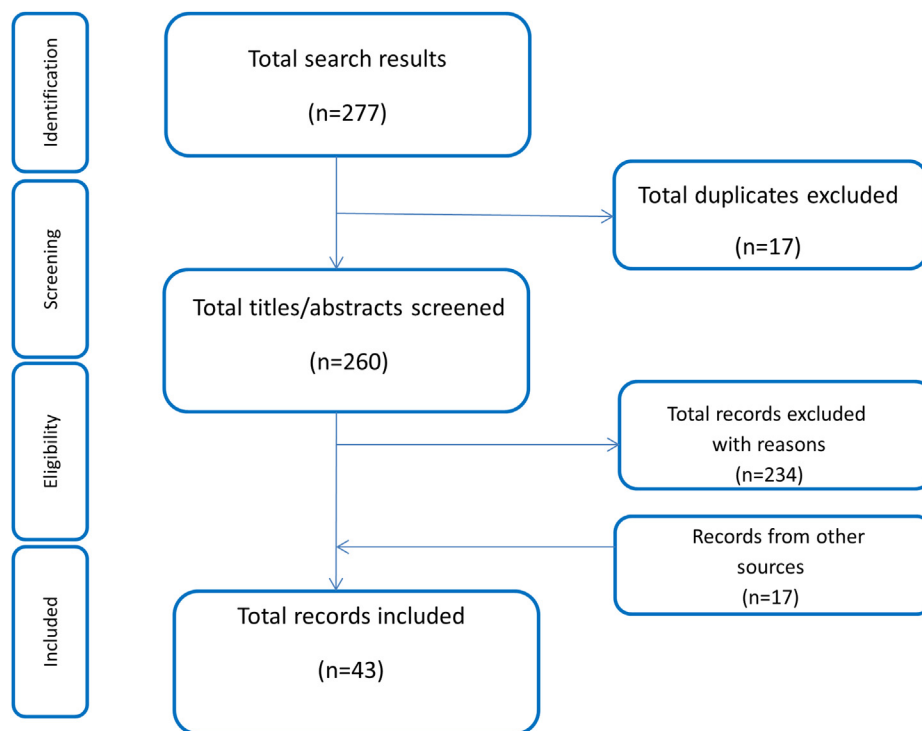 Identification
Total search results
(n=277)
Total duplicates excluded
(n=17)
Screening
Total titles/abstracts screened
(n=260)
Eligibility
Total records excluded
with reasons
(n=234)
Records from other
sources
(n=17)
Included
Total records included
(n=43)